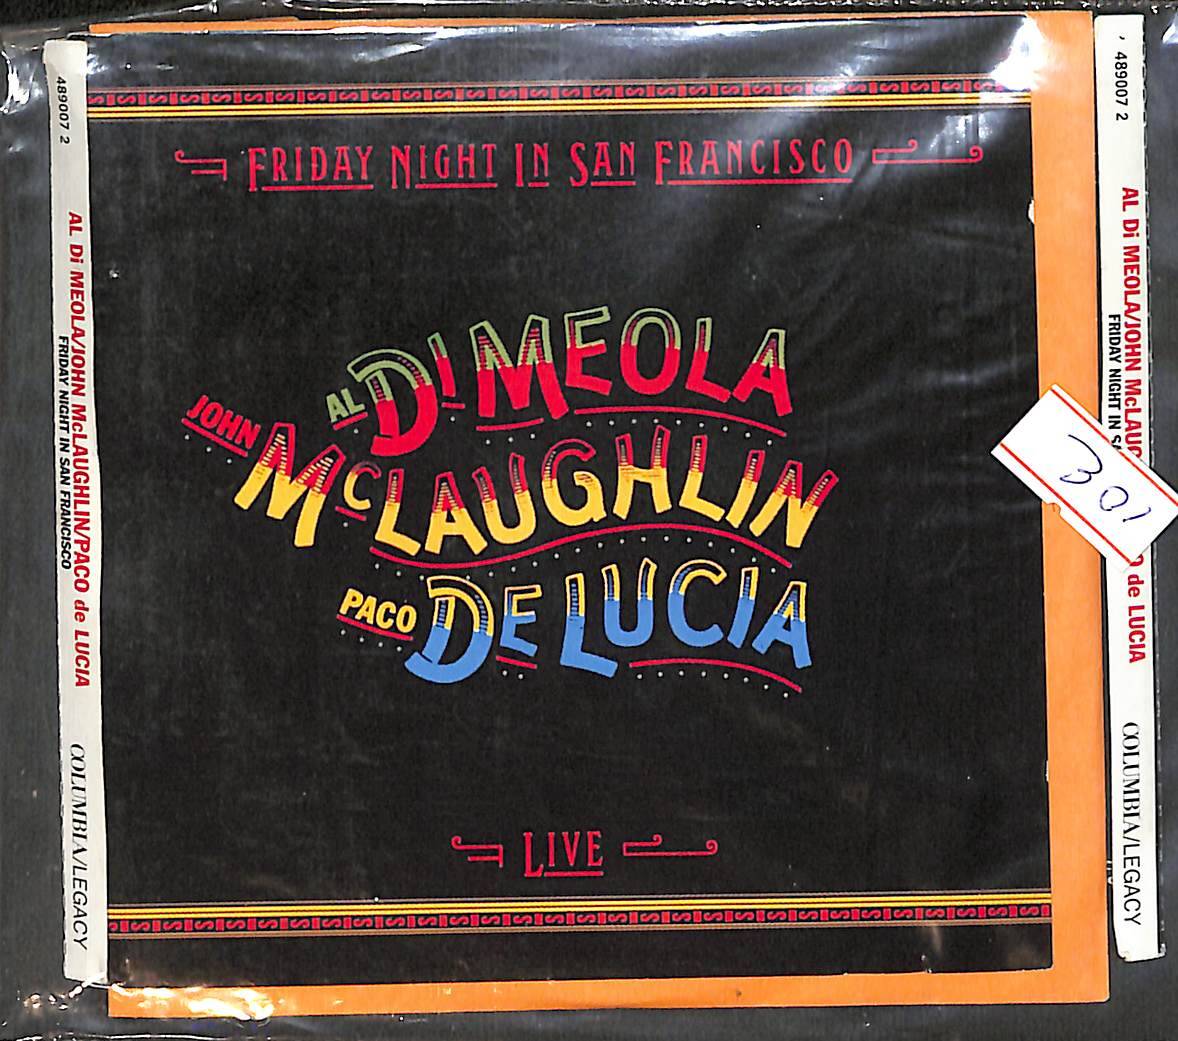 489007 2
AL Di MEOLA/JOHN McLAUGHLIN/PACO de LUCIA
FRIDAY NIGHT IN SAN FRANCISCO
COLUMBIA/LEGACY
FRIDAY NIGHT IN SAN FRANCISCO
AL DI MEOLA
JOHN McLAUGHLIN
PACO DE LUCIA
LIVE
489007 2
AL Di MEOLA/JOHN McLAUG
de LUCIA
FRIDAY NIGHT IN
COLUMBIA/LEGACY
301